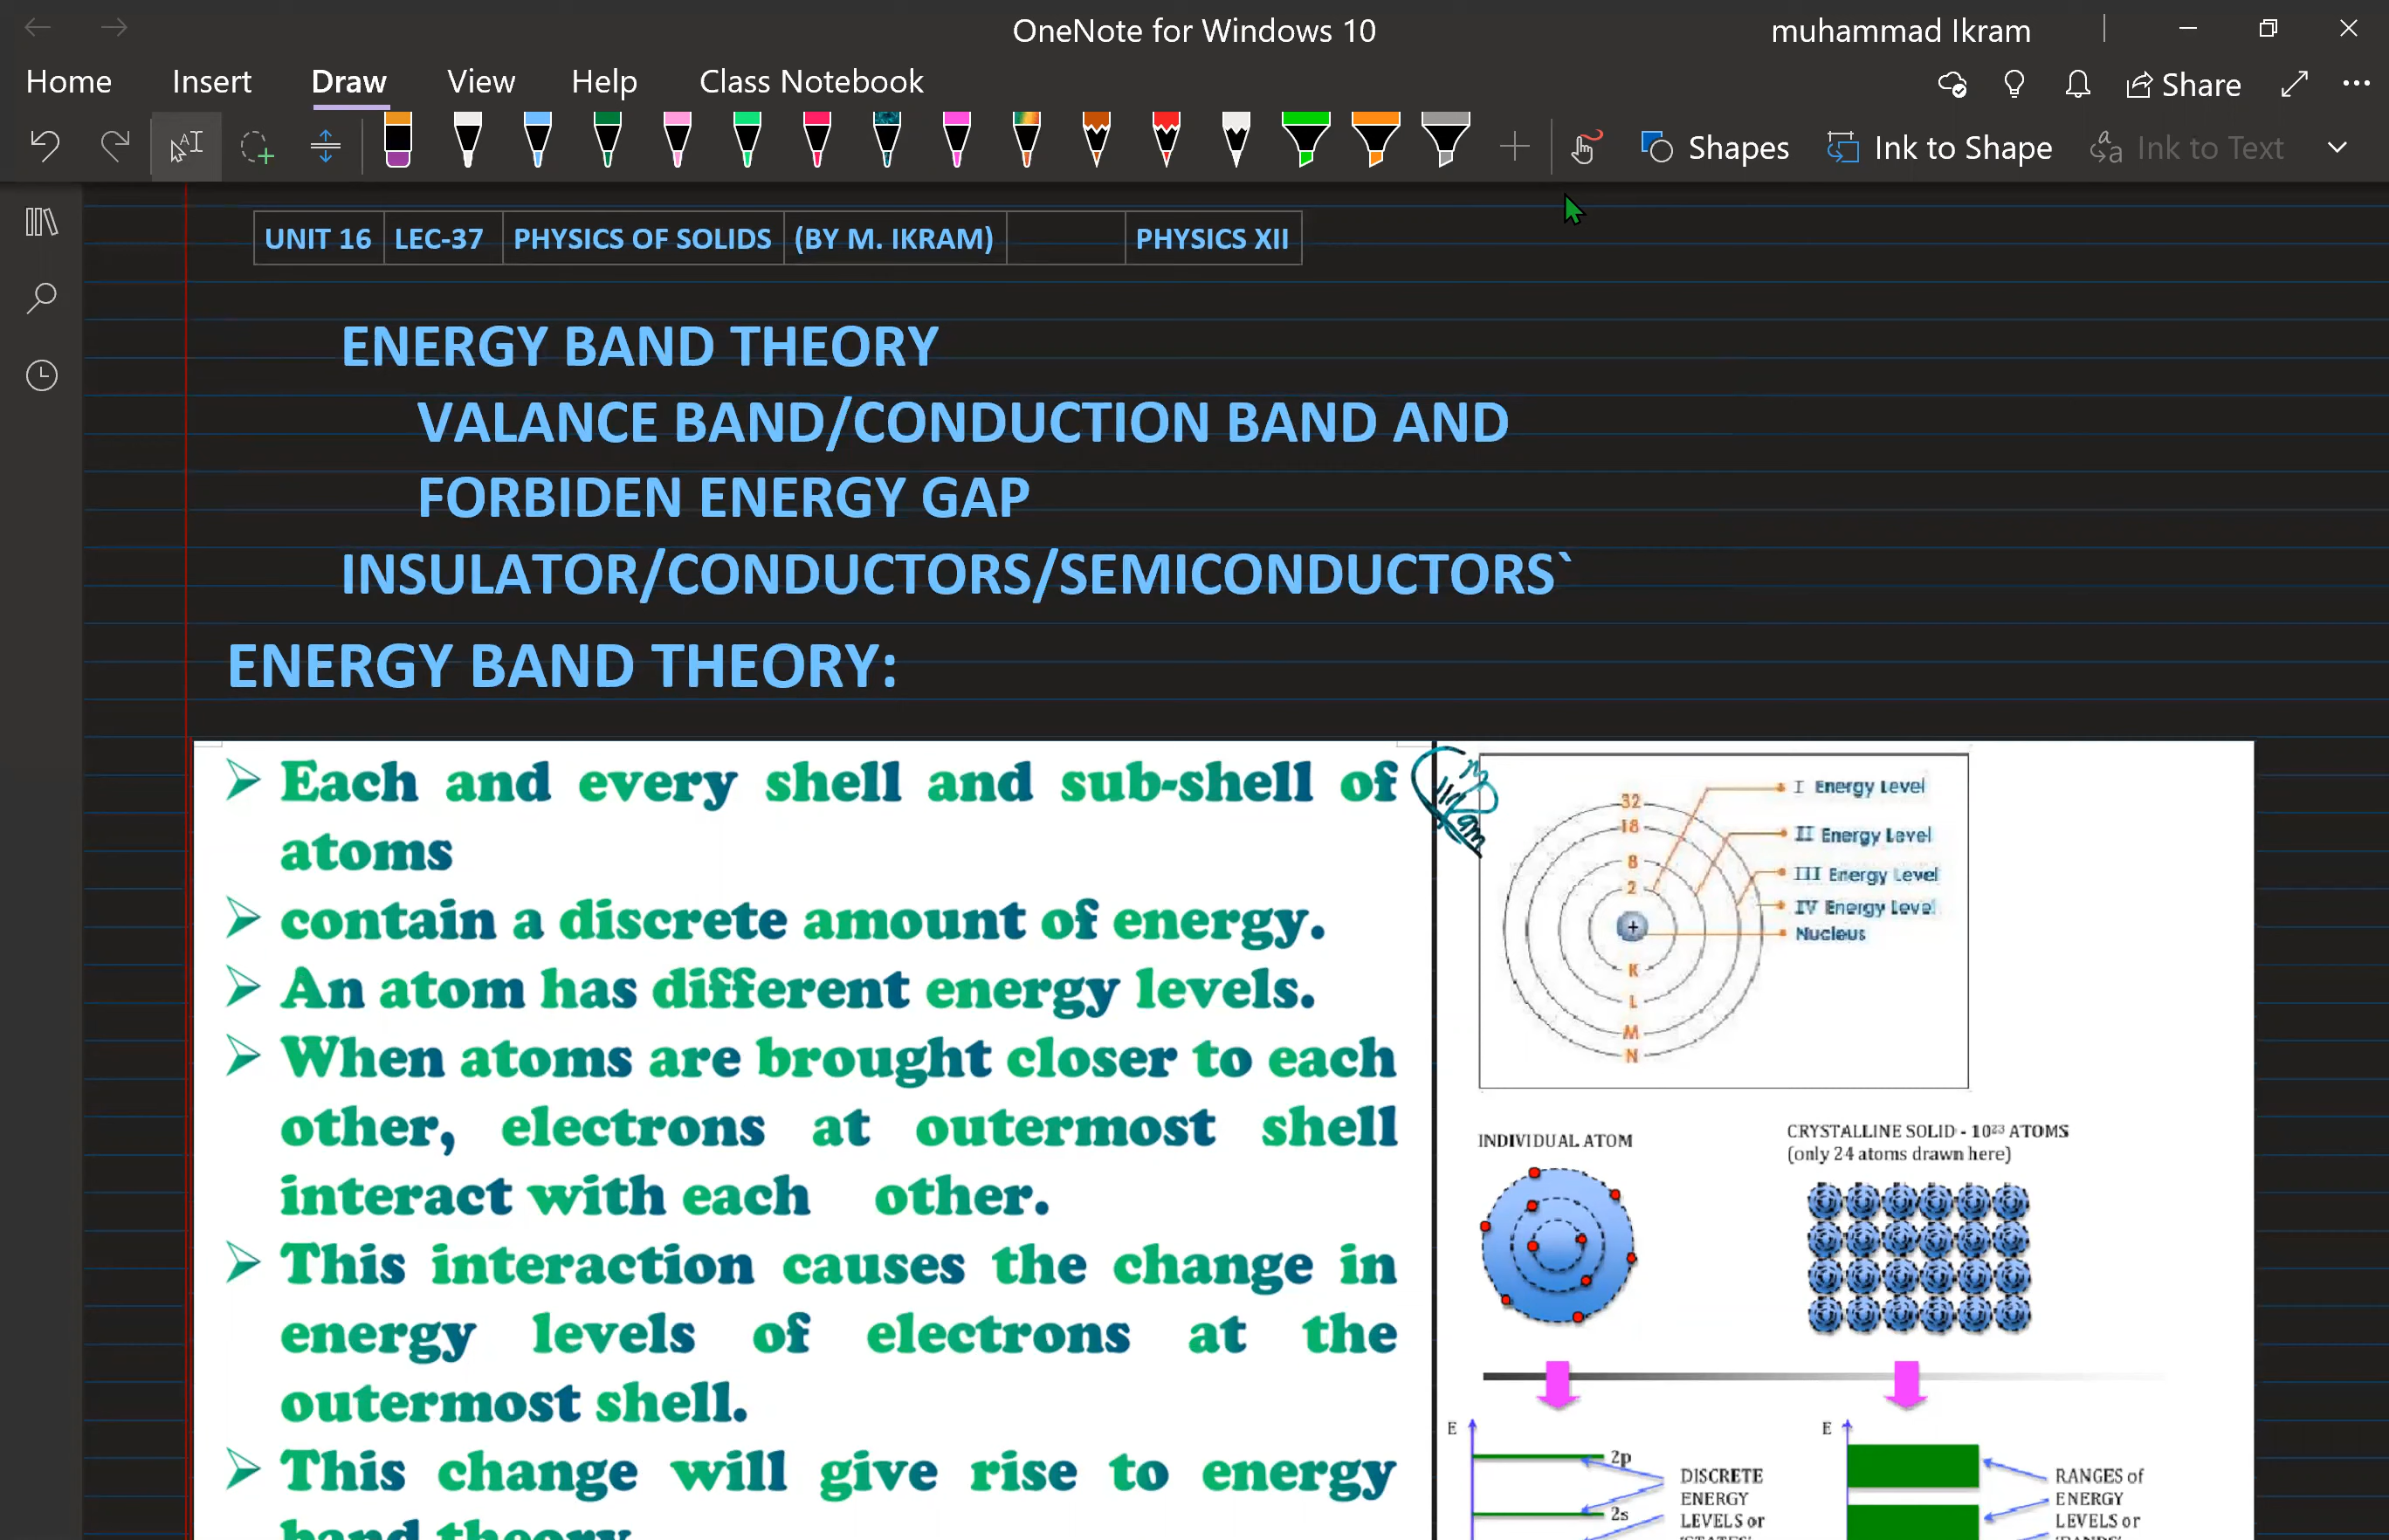 OneNote for Windows 10
muhammad Ikram
Home Insert Draw View Help Class Notebook
Share
Shapes Ink to Shape Ink to Text
UNIT 16 LEC-37 PHYSICS OF SOLIDS (BY M. IKRAM) PHYSICS XII
ENERGY BAND THEORY
VALANCE BAND/CONDUCTION BAND AND
FORBIDEN ENERGY GAP
INSULATOR/CONDUCTORS/SEMICONDUCTORS`
ENERGY BAND THEORY:
➢ Each and every shell and sub-shell of
atoms
➢ contain a discrete amount of energy.
➢ An atom has different energy levels.
➢ When atoms are brought closer to each
other, electrons at outermost shell
interact with each other.
➢ This interaction causes the change in
energy levels of electrons at the
outermost shell.
➢ This change will give rise to energy
band theory
32
18
8
2
+
K
L
M
N
I Energy Level
II Energy Level
III Energy Level
IV Energy Level
Nucleus
INDIVIDUAL ATOM
CRYSTALLINE SOLID - 10²³ ATOMS
(only 24 atoms drawn here)
E
2p
2s
DISCRETE
ENERGY
LEVELS or
E
RANGES of
ENERGY
LEVELS or